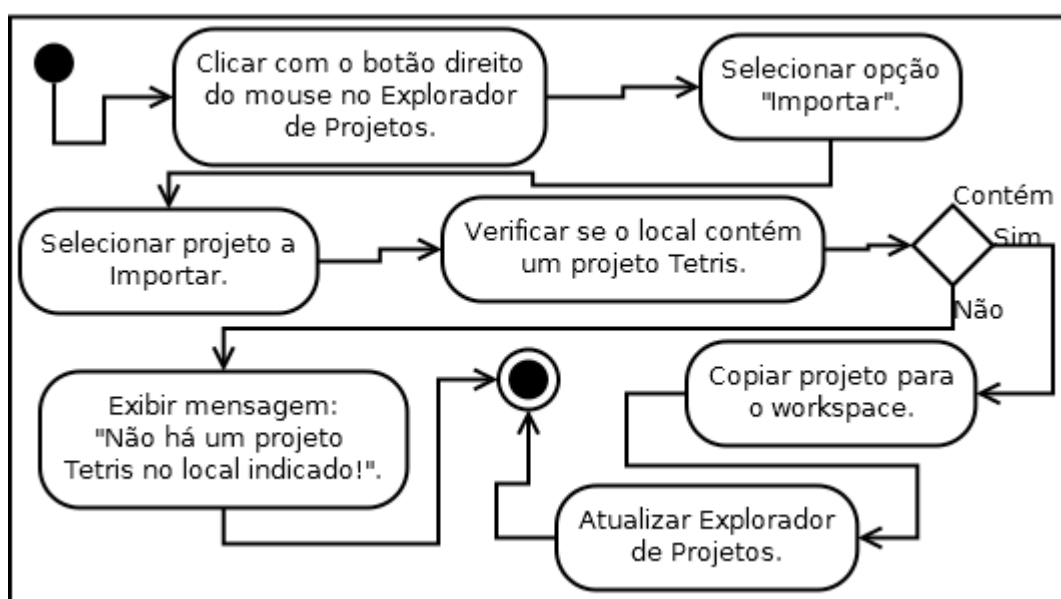 Clicar com o botão direito
do mouse no Explorador
de Projetos.
Selecionar opção
"Importar".
Selecionar projeto a
Importar.
Verificar se o local contém
um projeto Tetris.
Contém
Sim
Não
Exibir mensagem:
"Não há um projeto
Tetris no local indicado!".
Copiar projeto para
o workspace.
Atualizar Explorador
de Projetos.